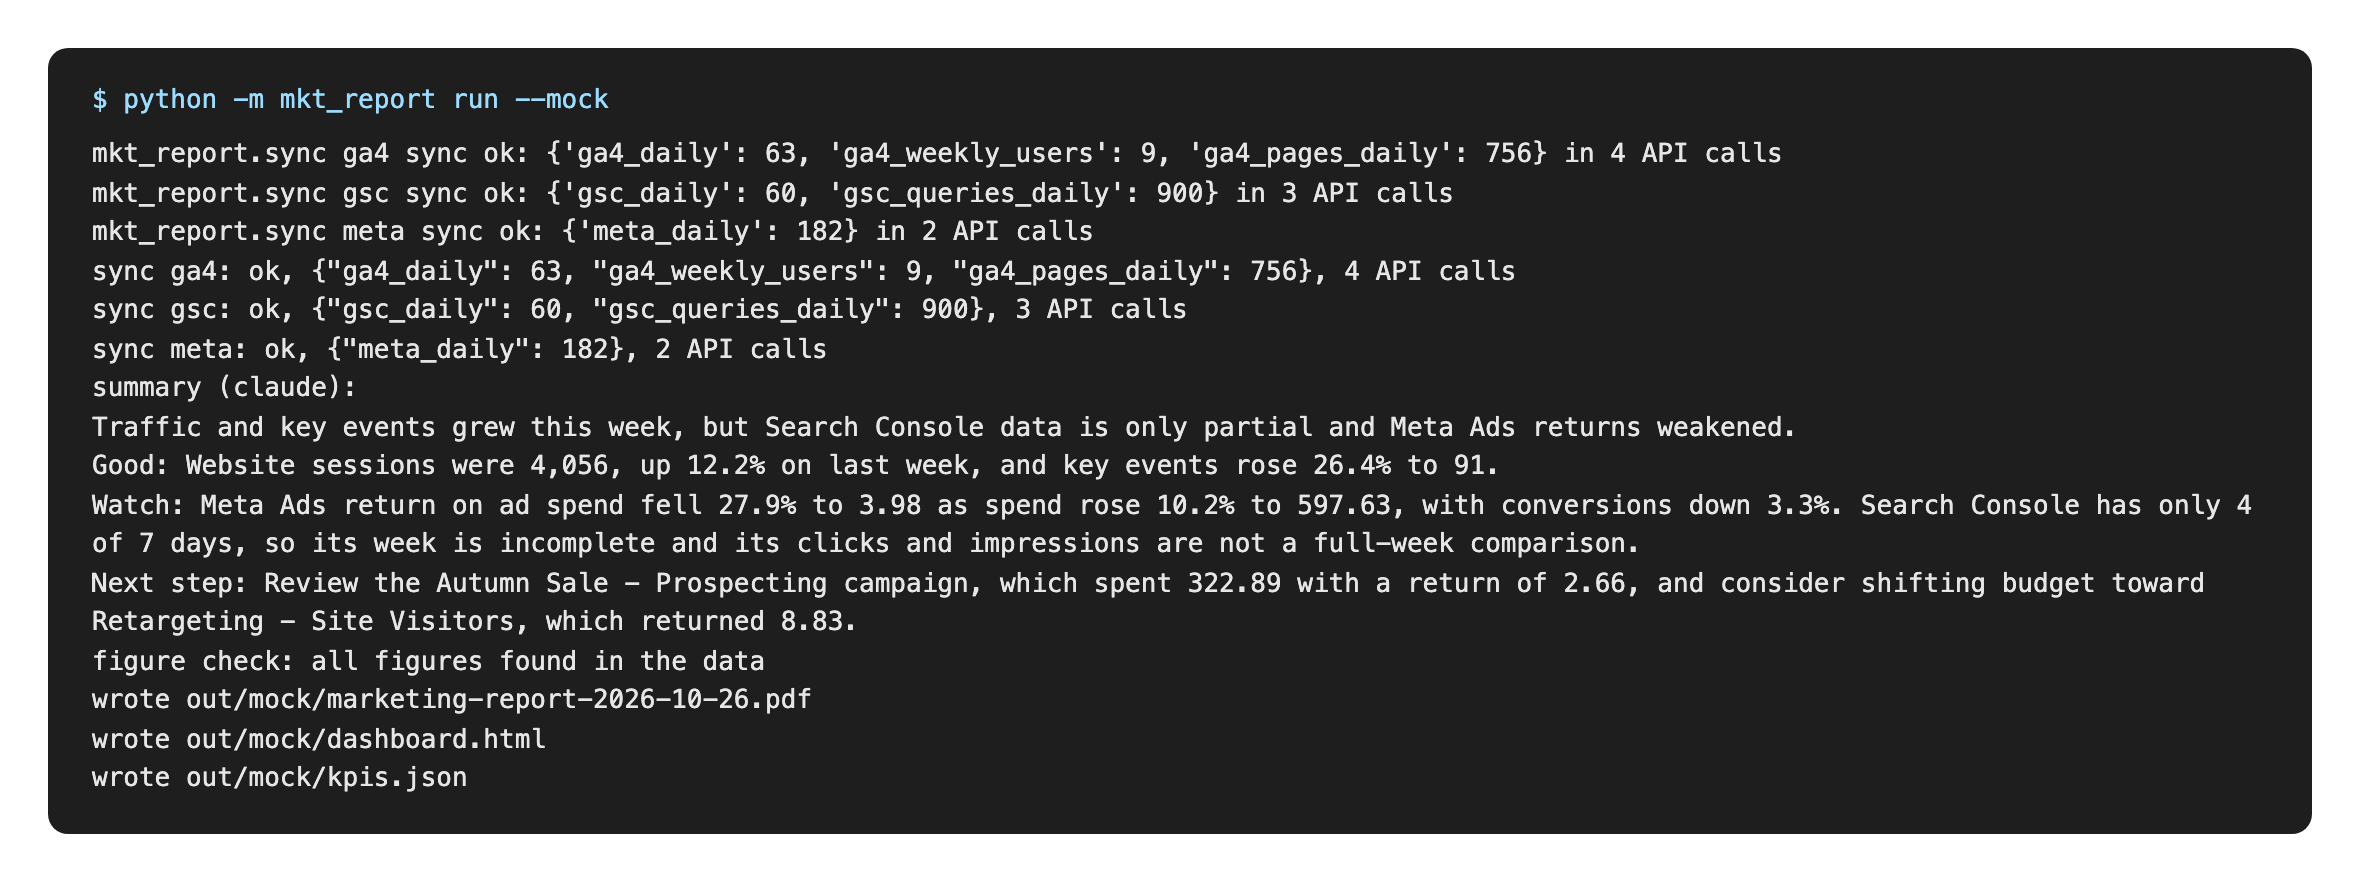 $ python -m mkt_report run --mock
mkt_report.sync ga4 sync ok: {'ga4_daily': 63, 'ga4_weekly_users': 9, 'ga4_pages_daily': 756} in 4 API calls
mkt_report.sync gsc sync ok: {'gsc_daily': 60, 'gsc_queries_daily': 900} in 3 API calls
mkt_report.sync meta sync ok: {'meta_daily': 182} in 2 API calls
sync ga4: ok, {"ga4_daily": 63, "ga4_weekly_users": 9, "ga4_pages_daily": 756}, 4 API calls
sync gsc: ok, {"gsc_daily": 60, "gsc_queries_daily": 900}, 3 API calls
sync meta: ok, {"meta_daily": 182}, 2 API calls
summary (claude):
Traffic and key events grew this week, but Search Console data is only partial and Meta Ads returns weakened.
Good: Website sessions were 4,056, up 12.2% on last week, and key events rose 26.4% to 91.
Watch: Meta Ads return on ad spend fell 27.9% to 3.98 as spend rose 10.2% to 597.63, with conversions down 3.3%. Search Console has only 4
of 7 days, so its week is incomplete and its clicks and impressions are not a full-week comparison.
Next step: Review the Autumn Sale - Prospecting campaign, which spent 322.89 with a return of 2.66, and consider shifting budget toward
Retargeting - Site Visitors, which returned 8.83.
figure check: all figures found in the data
wrote out/mock/marketing-report-2026-10-26.pdf
wrote out/mock/dashboard.html
wrote out/mock/kpis.json